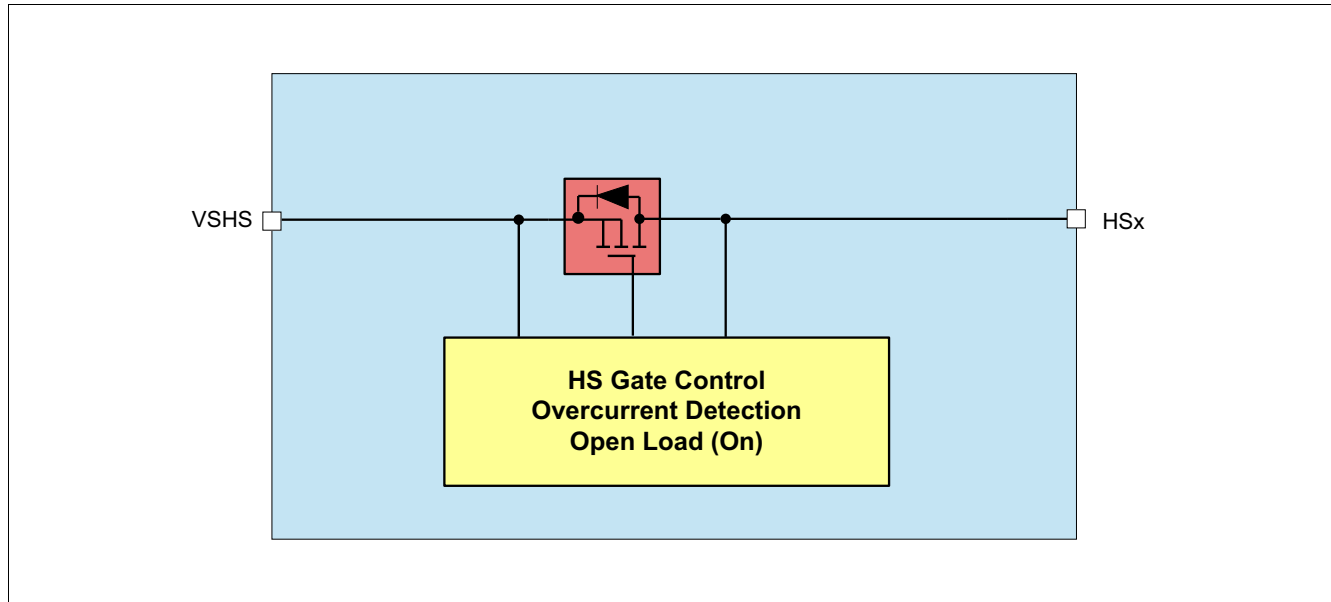 VSHS
HSx
HS Gate Control
Overcurrent Detection
Open Load (On)